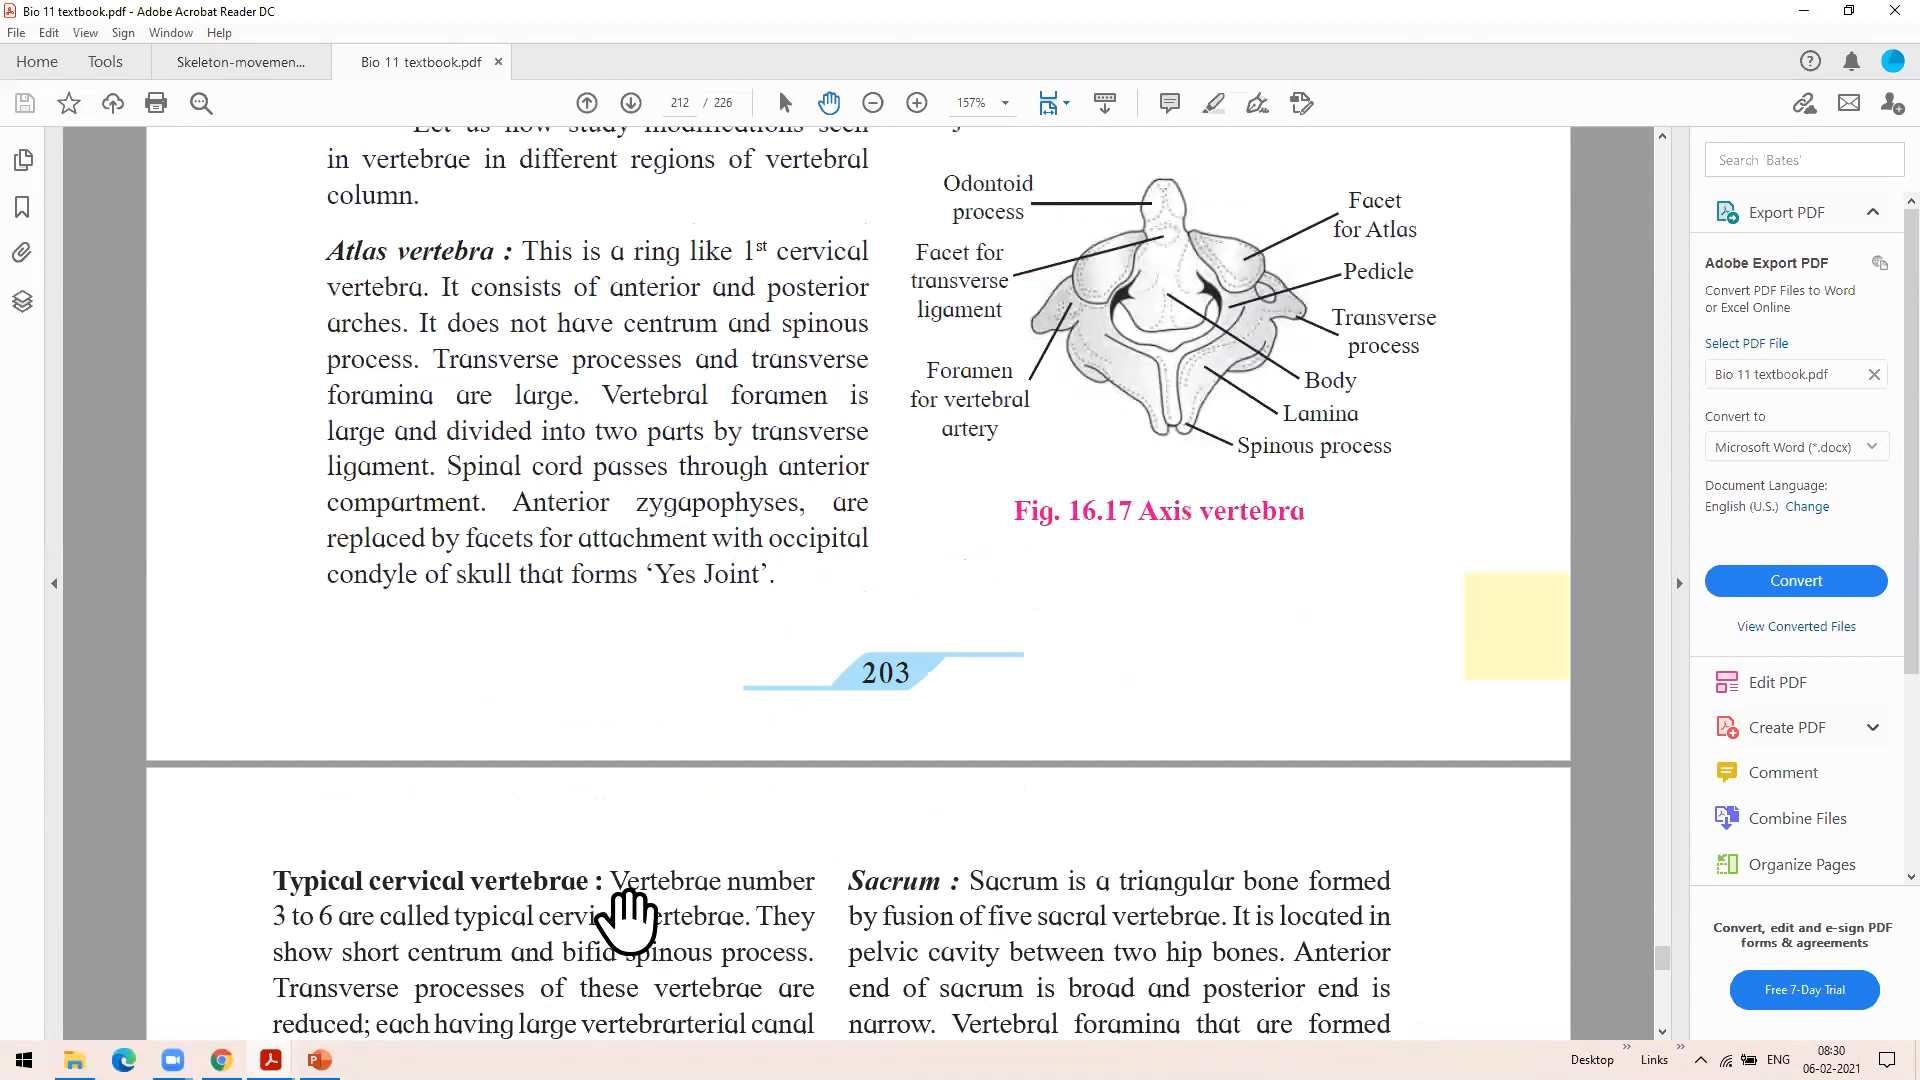 Bio 11 textbook.pdf - Adobe Acrobat Reader DC
File Edit View Sign Window Help
Home Tools Skeleton-movemen... Bio 11 textbook.pdf
212 / 226 157%
in vertebrae in different regions of vertebral
column.
Atlas vertebra : This is a ring like 1st cervical
vertebra. It consists of anterior and posterior
arches. It does not have centrum and spinous
process. Transverse processes and transverse
foramina are large. Vertebral foramen is
large and divided into two parts by transverse
ligament. Spinal cord passes through anterior
compartment. Anterior zygapophyses, are
replaced by facets for attachment with occipital
condyle of skull that forms ‘Yes Joint’.
Odontoid
process
Facet for
transverse
ligament
Foramen
for vertebral
artery
Facet
for Atlas
Pedicle
Transverse
process
Body
Lamina
Spinous process
Fig. 16.17 Axis vertebra
203
Typical cervical vertebrae : Vertebrae number
3 to 6 are called typical cervi ertebrae. They
show short centrum and bifid spinous process.
Transverse processes of these vertebrae are
reduced; each having large vertebrarterial canal
Sacrum : Sacrum is a triangular bone formed
by fusion of five sacral vertebrae. It is located in
pelvic cavity between two hip bones. Anterior
end of sacrum is broad and posterior end is
narrow. Vertebral foramina that are formed
Search 'Bates'
Export PDF
Adobe Export PDF
Convert PDF Files to Word
or Excel Online
Select PDF File
Bio 11 textbook.pdf
Convert to
Microsoft Word (*.docx)
Document Language:
English (U.S.) Change
Convert
View Converted Files
Edit PDF
Create PDF
Comment
Combine Files
Organize Pages
Convert, edit and e-sign PDF
forms & agreements
Free 7-Day Trial
Desktop Links ENG
08:30
06-02-2021